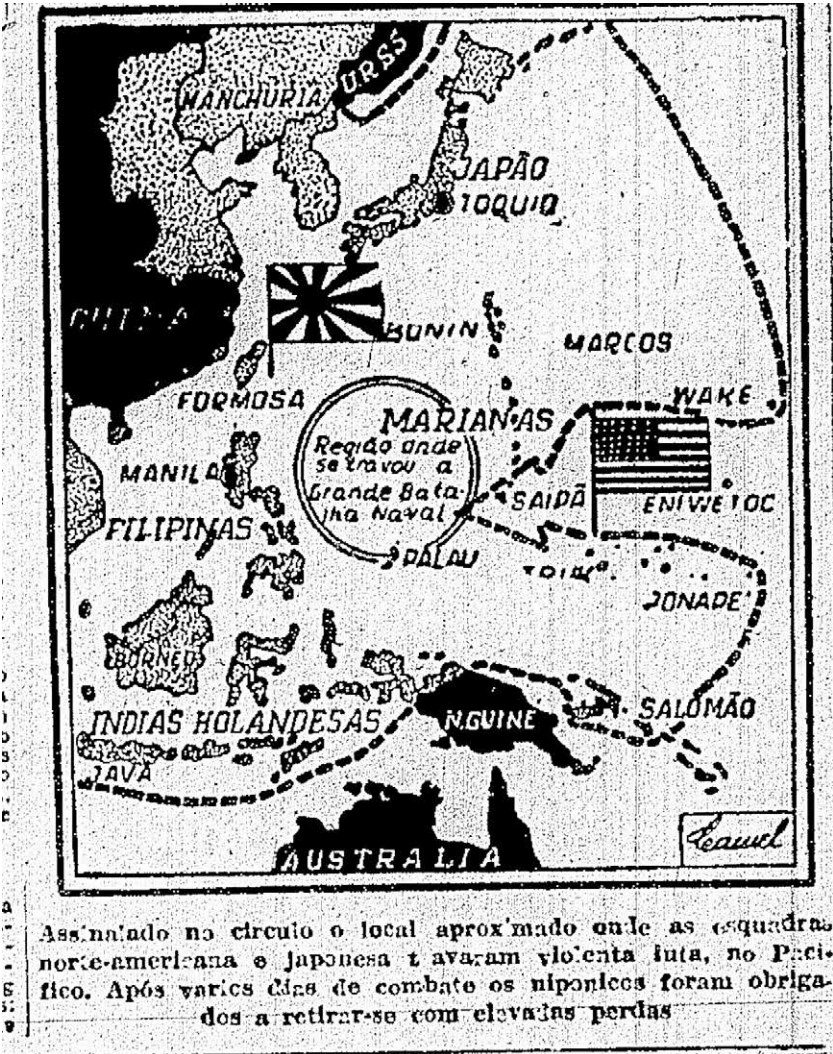 URSS
MANCHURIA
JAPÃO
TOQUIO
CHINA
BONIN
MARCOS
FORMOSA
WAKE
MARIANAS
Região onde
se travou a
Grande Bata-
lha Naval
MANILA
SAIPÃ
ENIWETOC
FILIPINAS
PALAU
PONAPE
BORNEO
INDIAS HOLANDESAS
N.GUINE
SALOMÃO
JAVA
AUSTRALIA
Assinalado no circulo o local aproximado onde as esquadras
norte-americana e japonesa travaram violenta luta, no Paci-
fico. Após varios dias de combate os niponicos foram obriga-
dos a retirar-se com elevadas perdas